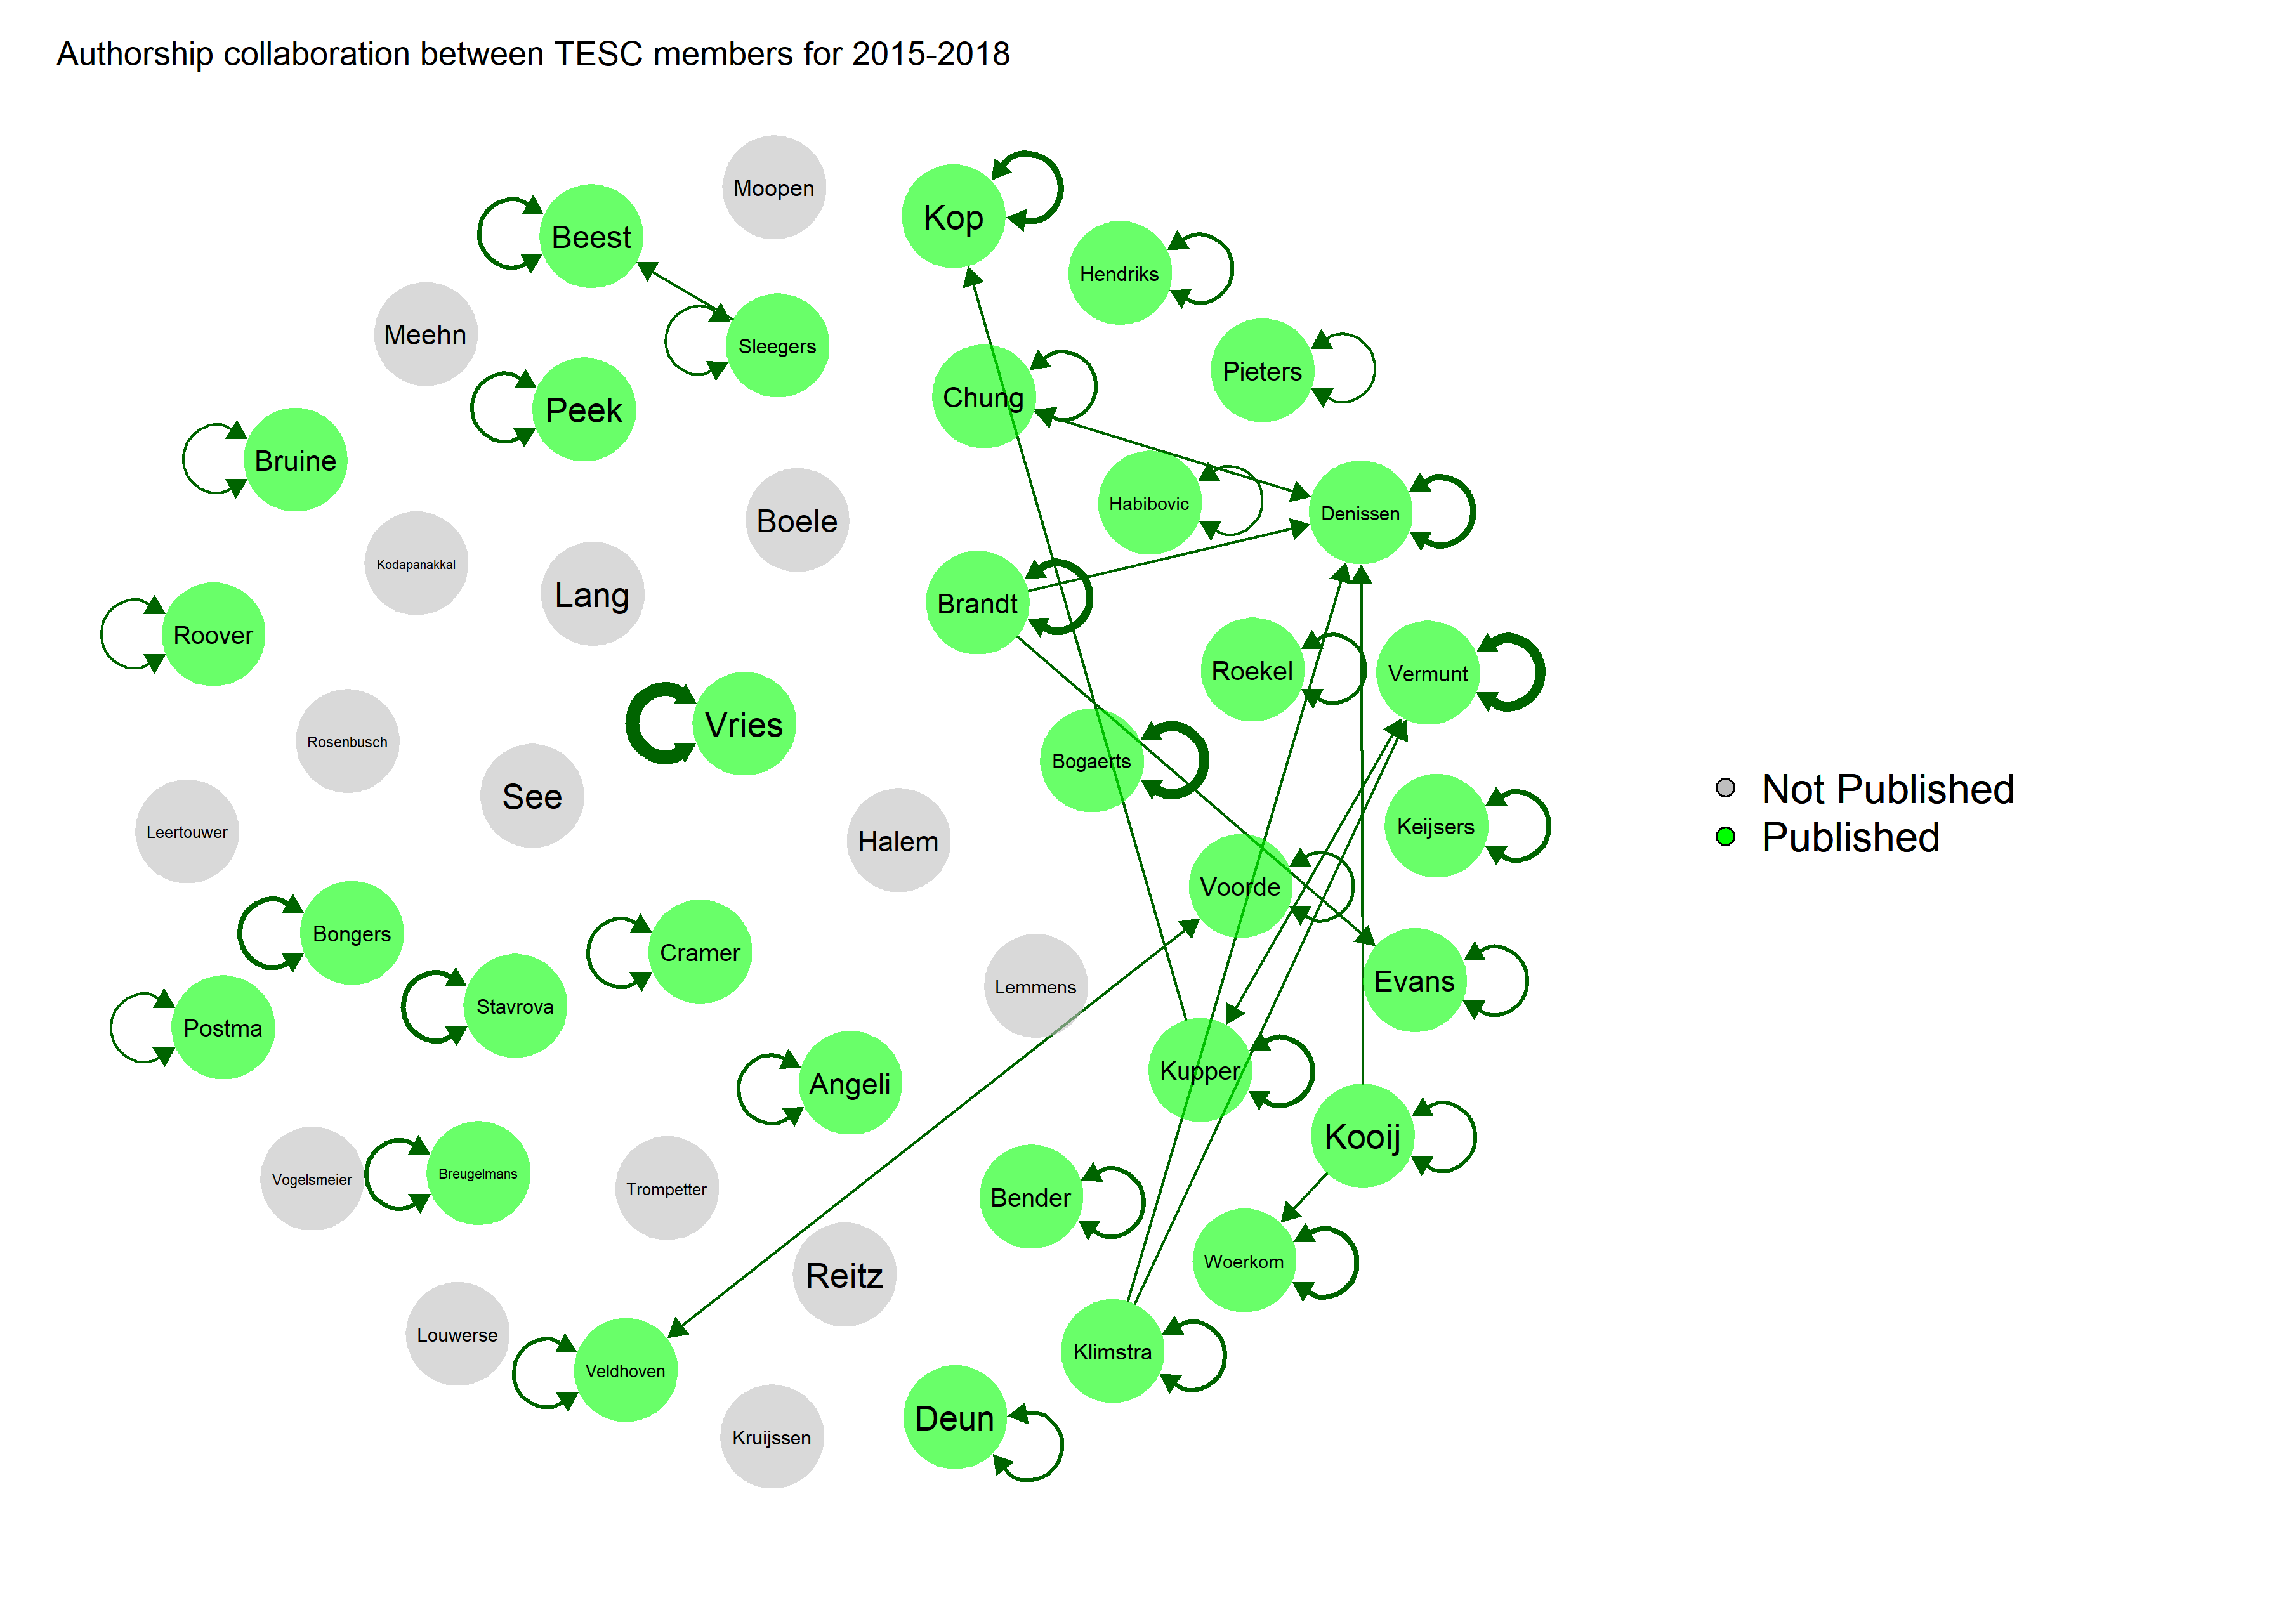 Authorship collaboration between TESC members for 2015-2018
Moopen
Kop
Beest
Hendriks
Meehn
Sleegers
Pieters
Chung
Peek
Bruine
Habibovic
Denissen
Boele
Kodapanakkal
Lang
Brandt
Roover
Roekel
Vermunt
Vries
Rosenbusch
Bogaerts
See
Not Published
Keijsers
Leertouwer
Published
Halem
Voorde
Bongers
Cramer
Evans
Lemmens
Stavrova
Postma
Kupper
Angeli
Kooij
Breugelmans
Vogelsmeier
Trompetter
Bender
Woerkom
Reitz
Louwerse
Klimstra
Veldhoven
Deun
Kruijssen